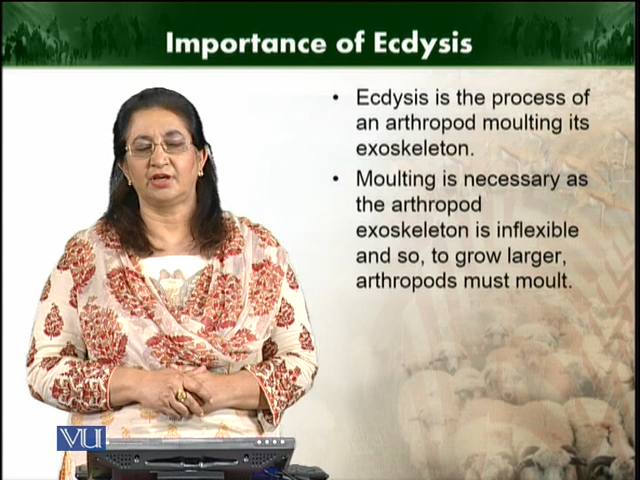 Importance of Ecdysis
• Ecdysis is the process of
an arthropod moulting its
exoskeleton.
• Moulting is necessary as
the arthropod
exoskeleton is inflexible
and so, to grow larger,
arthropods must moult.
VU